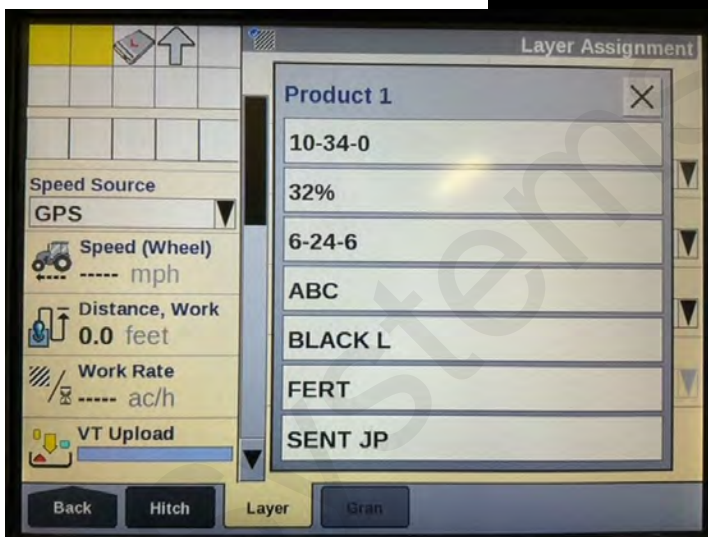 Layer Assignment
Speed Source
GPS
Speed (Wheel)
----- mph
Distance, Work
0.0 feet
Work Rate
----- ac/h
VT Upload
Product 1
10-34-0
32%
6-24-6
ABC
BLACK L
FERT
SENT JP
Back
Hitch
Layer
Gran